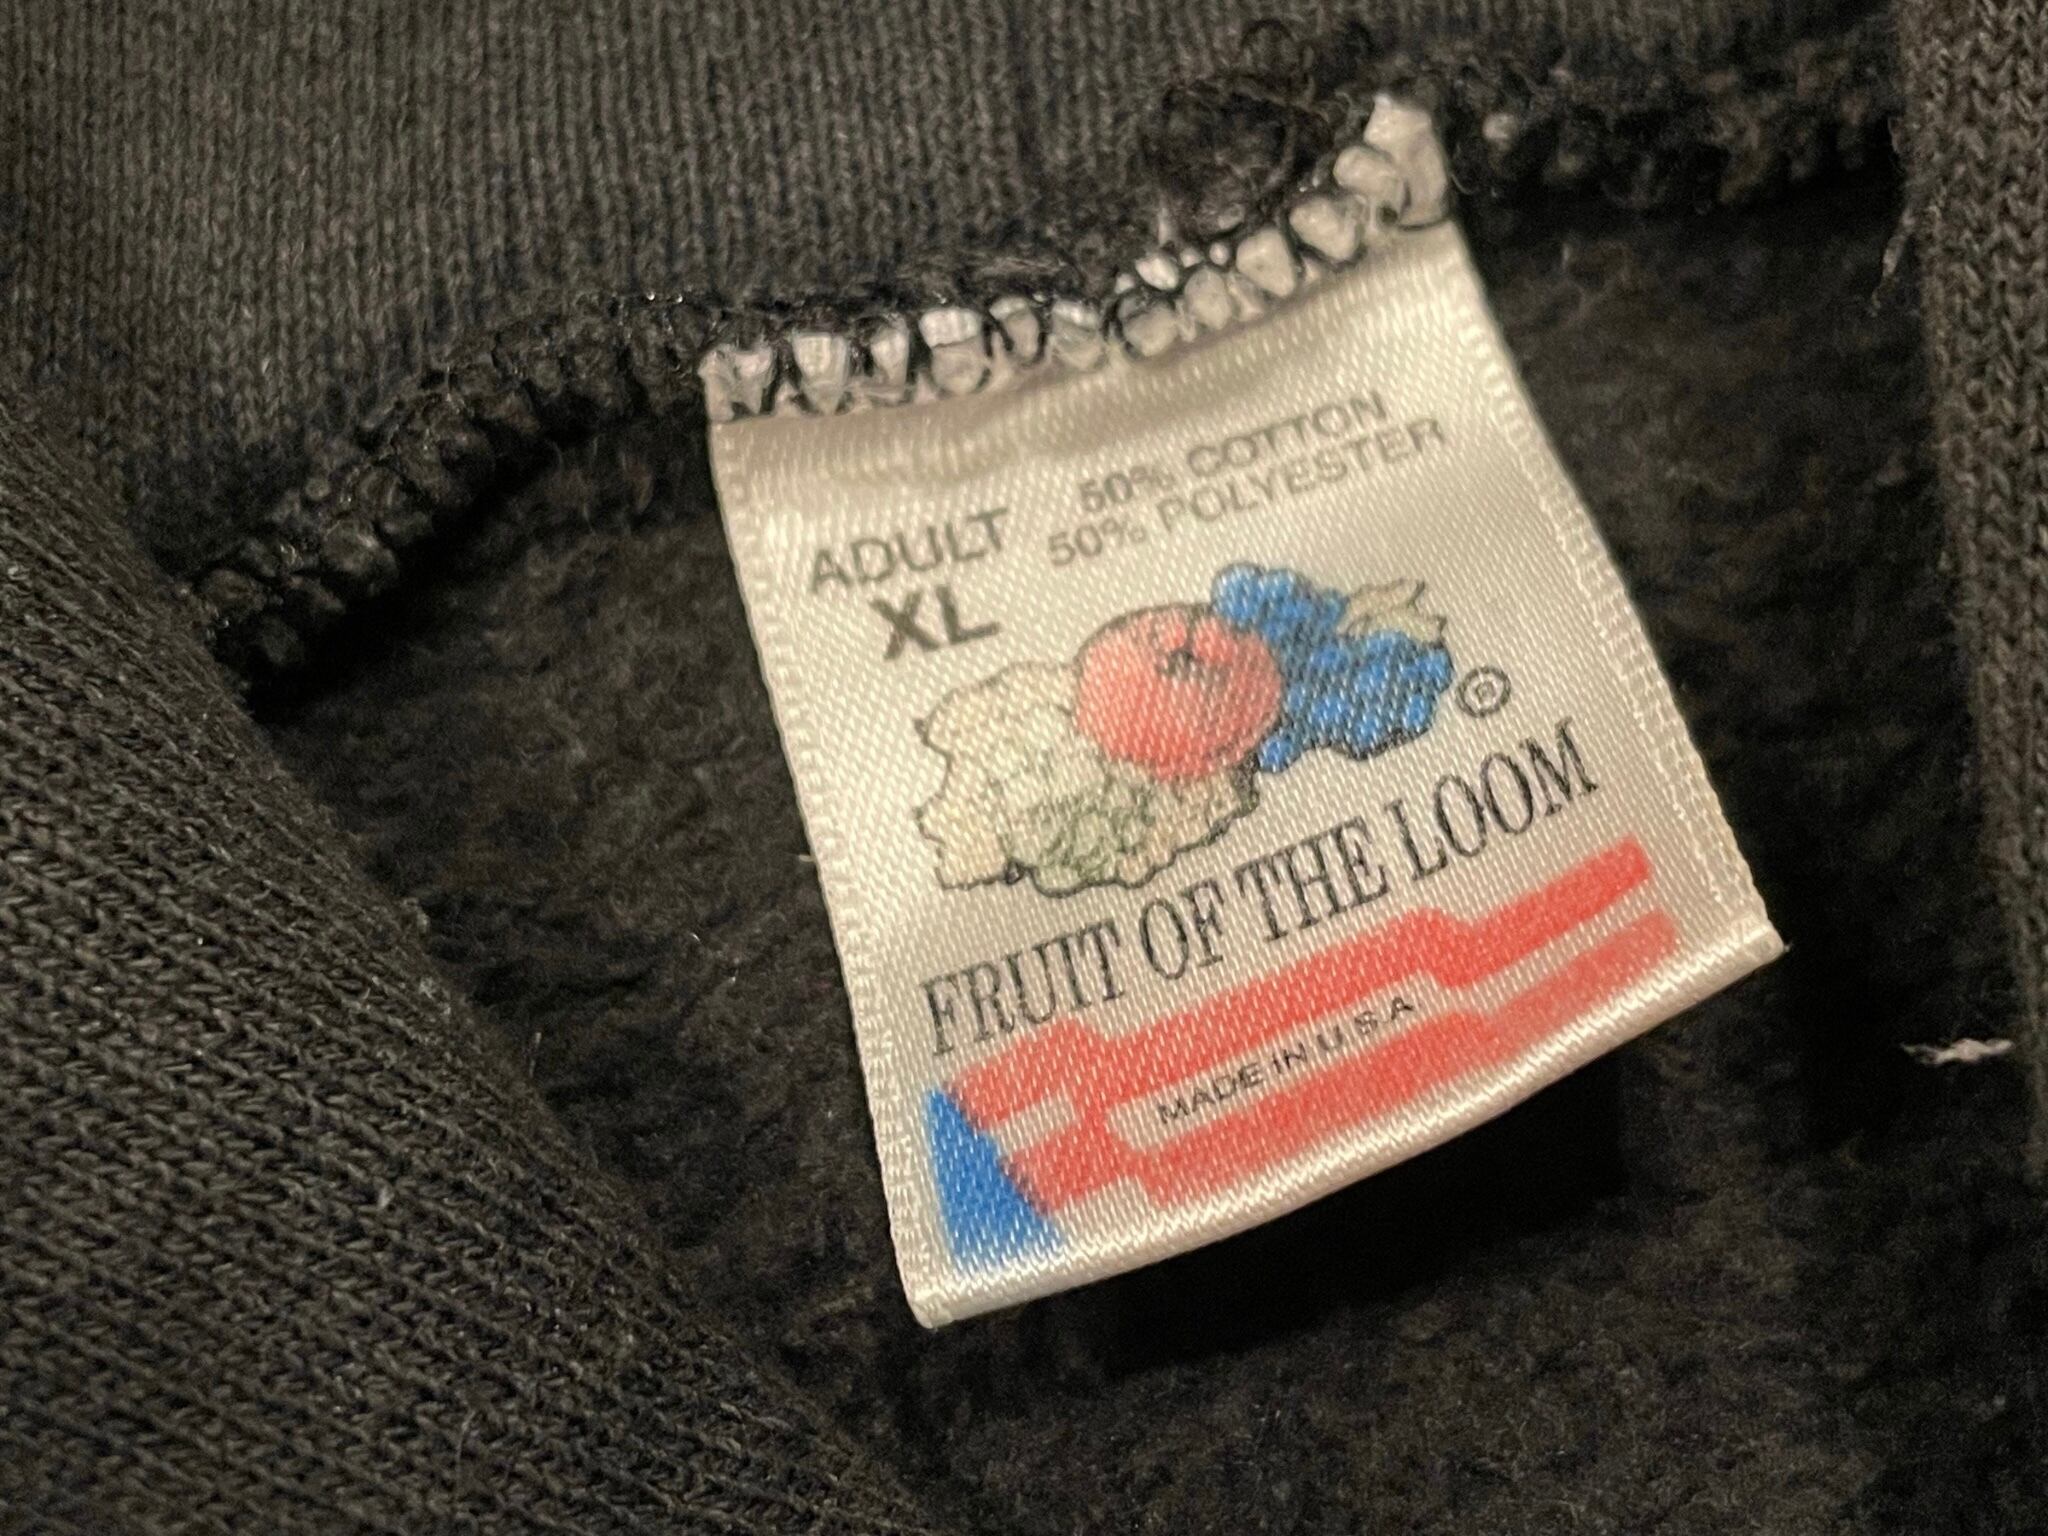 50% COTTON
50% POLYESTER
ADULT
XL
®
FRUIT OF THE LOOM
MADE IN U.S.A